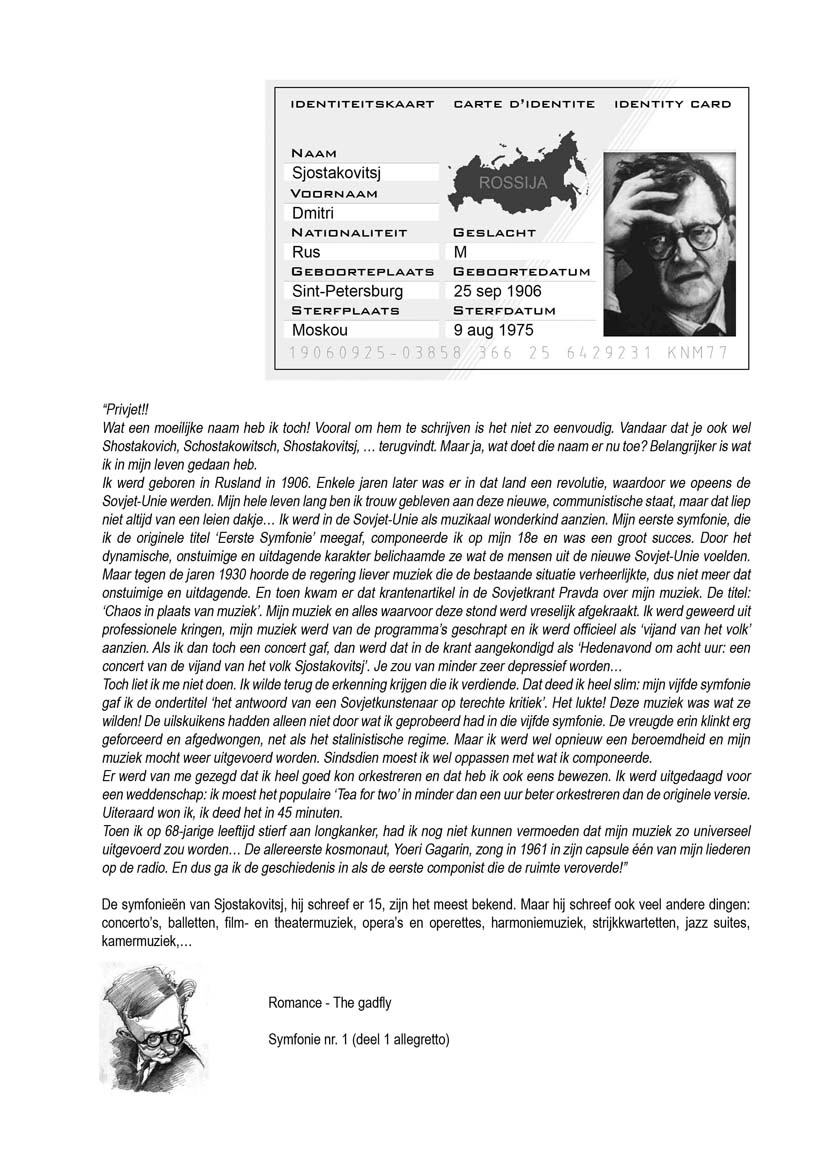 IDENTITEITSKAART CARTE D'IDENTITE IDENTITY CARD
NAAM
Sjostakovitsj
ROSSIJA
VOORNAAM
Dmitri
NATIONALITEIT GESLACHT
Rus M
GEBOORTEPLAATS GEBOORTEDATUM
Sint-Petersburg 25 sep 1906
STERFPLAATS STERFDATUM
Moskou 9 aug 1975
19060925-03858 366 25 6429231 KNM77
“Privjet!!
Wat een moeilijke naam heb ik toch! Vooral om hem te schrijven is het niet zo eenvoudig. Vandaar dat je ook wel
Shostakovich, Schostakowitsch, Shostakovitsj, … terugvindt. Maar ja, wat doet die naam er nu toe? Belangrijker is wat
ik in mijn leven gedaan heb.
Ik werd geboren in Rusland in 1906. Enkele jaren later was er in dat land een revolutie, waardoor we opeens de
Sovjet-Unie werden. Mijn hele leven lang ben ik trouw gebleven aan deze nieuwe, communistische staat, maar dat liep
niet altijd van een leien dakje… Ik werd in de Sovjet-Unie als muzikaal wonderkind aanzien. Mijn eerste symfonie, die
ik de originele titel ‘Eerste Symfonie’ meegaf, componeerde ik op mijn 18e en was een groot succes. Door het
dynamische, onstuimige en uitdagende karakter belichaamde ze wat de mensen uit de nieuwe Sovjet-Unie voelden.
Maar tegen de jaren 1930 hoorde de regering liever muziek die de bestaande situatie verheerlijkte, dus niet meer dat
onstuimige en uitdagende. En toen kwam er dat krantenartikel in de Sovjetkrant Pravda over mijn muziek. De titel:
‘Chaos in plaats van muziek’. Mijn muziek en alles waarvoor deze stond werd vreselijk afgekraakt. Ik werd geweerd uit
professionele kringen, mijn muziek werd van de programma’s geschrapt en ik werd officieel als ‘vijand van het volk’
aanzien. Als ik dan toch een concert gaf, dan werd dat in de krant aangekondigd als ‘Hedenavond om acht uur: een
concert van de vijand van het volk Sjostakovitsj’. Je zou van minder zeer depressief worden…
Toch liet ik me niet doen. Ik wilde terug de erkenning krijgen die ik verdiende. Dat deed ik heel slim: mijn vijfde symfonie
gaf ik de ondertitel ‘het antwoord van een Sovjetkunstenaar op terechte kritiek’. Het lukte! Deze muziek was wat ze
wilden! De uilskuikens hadden alleen niet door wat ik geprobeerd had in die vijfde symfonie. De vreugde erin klinkt erg
geforceerd en afgedwongen, net als het stalinistische regime. Maar ik werd wel opnieuw een beroemdheid en mijn
muziek mocht weer uitgevoerd worden. Sindsdien moest ik wel oppassen met wat ik componeerde.
Er werd van me gezegd dat ik heel goed kon orkestreren en dat heb ik ook eens bewezen. Ik werd uitgedaagd voor
een weddenschap: ik moest het populaire ‘Tea for two’ in minder dan een uur beter orkestreren dan de originele versie.
Uiteraard won ik, ik deed het in 45 minuten.
Toen ik op 68-jarige leeftijd stierf aan longkanker, had ik nog niet kunnen vermoeden dat mijn muziek zo universeel
uitgevoerd zou worden… De allereerste kosmonaut, Yoeri Gagarin, zong in 1961 in zijn capsule één van mijn liederen
op de radio. En dus ga ik de geschiedenis in als de eerste componist die de ruimte veroverde!”
De symfonieën van Sjostakovitsj, hij schreef er 15, zijn het meest bekend. Maar hij schreef ook veel andere dingen:
concerto’s, balletten, film- en theatermuziek, opera’s en operettes, harmoniemuziek, strijkkwartetten, jazz suites,
kamermuziek,…
Romance - The gadfly
Symfonie nr. 1 (deel 1 allegretto)